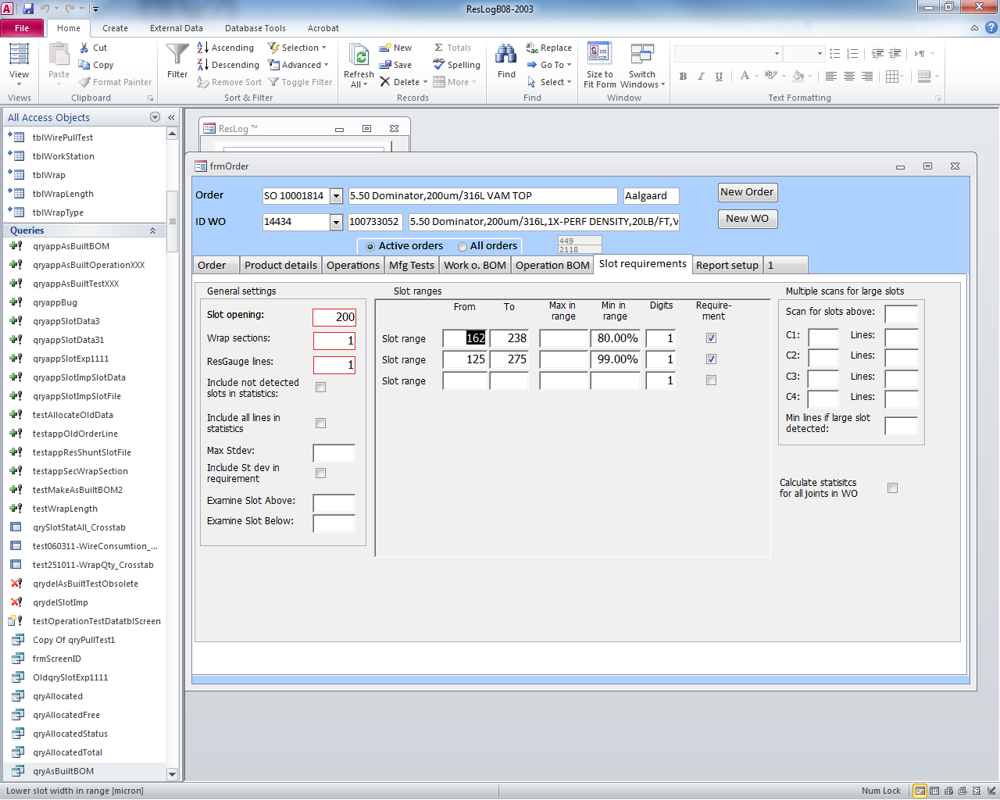 ResLogB08-2003
File Home Create External Data Database Tools Acrobat
View
Views
Paste
Cut
Copy
Format Painter
Clipboard
Filter
Ascending
Descending
Remove Sort
Selection
Advanced
Toggle Filter
Sort & Filter
Refresh All
New
Save
Delete
Totals
Spelling
More
Records
Find
Replace
Go To
Select
Find
Size to Fit Form
Switch Windows
Window
B I U A
Text Formatting
All Access Objects
tblWirePullTest
tblWorkStation
tblWrap
tblWrapLength
tblWrapType
Queries
qryappAsBuiltBOM
qryappAsBuiltOperationXXX
qryappAsBuiltTestXXX
qryappBug
qryappSlotData3
qryappSlotData31
qryappSlotExp1111
qryappSlotImpSlotData
qryappSlotImpSlotFile
testAllocateOldData
testappOldOrderLine
testappResShuntSlotFile
testappSecWrapSection
testMakeAsBuiltBOM2
testWrapLength
qrySlotStatAll_Crosstab
test060311-WireConsumtion_...
test251011-WrapQty_Crosstab
qrydelAsBuiltTestObsolete
qrydelSlotImp
testOperationTestDatatblScreen
Copy Of qryPullTest1
frmScreenID
OldqrySlotExp1111
qryAllocated
qryAllocatedFree
qryAllocatedStatus
qryAllocatedTotal
qryAsBuiltBOM
ResLog ™
frmOrder
Order SO 10001814 5.50 Dominator,200um/316L VAM TOP Aalgaard New Order
ID WO 14434 100733052 5.50 Dominator,200um/316L,1X-PERF DENSITY,20LB/FT,V New WO
Active orders All orders 449
2118
Order Product details Operations Mfg Tests Work o. BOM Operation BOM Slot requirements Report setup 1
General settings
Slot opening: 200
Wrap sections: 1
ResGauge lines: 1
Include not detected
slots in statistics:
Include all lines in
statistics
Max Stdev:
Include St dev in
requirement
Examine Slot Above:
Examine Slot Below:
Slot ranges
From To Max in range Min in range Digits Require-ment
Slot range 162 238 80.00% 1
Slot range 125 275 99.00% 1
Slot range 1
Multiple scans for large slots
Scan for slots above:
C1: Lines:
C2: Lines:
C3: Lines:
C4: Lines:
Min lines if large slot
detected:
Calculate statisitcs
for all joints in WO
Lower slot width in range [micron] Num Lock